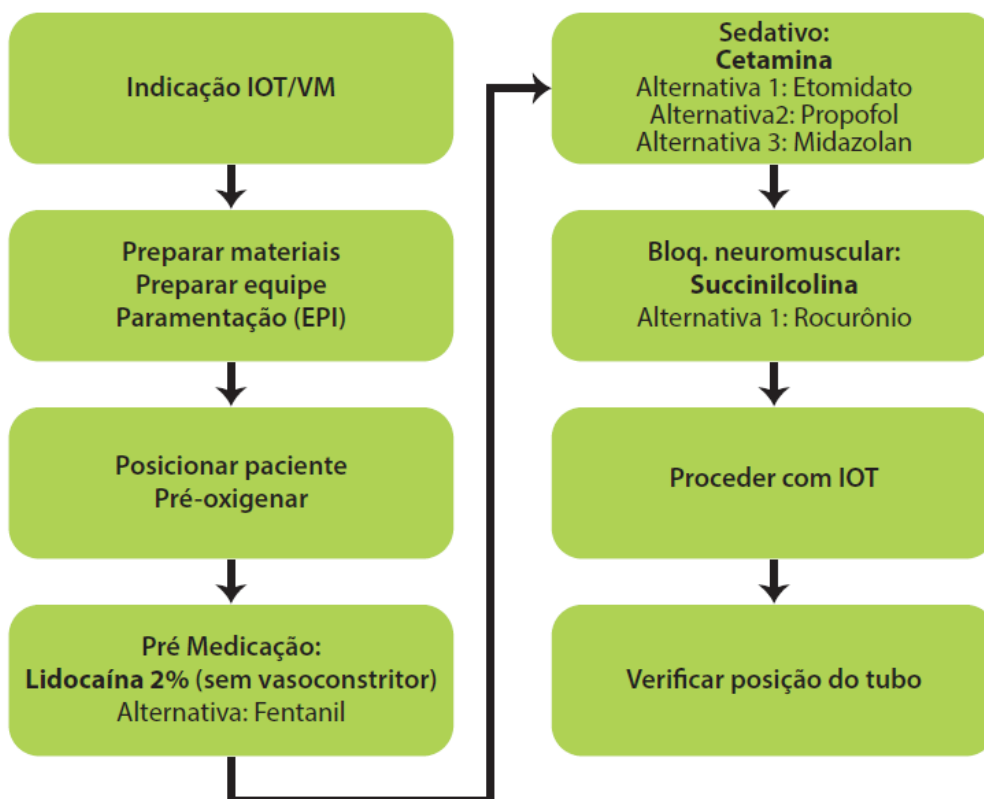 Indicação IOT/VM
Preparar materiais
Preparar equipe
Paramentação (EPI)
Posicionar paciente
Pré-oxigenar
Pré Medicação:
Lidocaína 2% (sem vasoconstritor)
Alternativa: Fentanil
Sedativo:
Cetamina
Alternativa 1: Etomidato
Alternativa2: Propofol
Alternativa 3: Midazolan
Bloq. neuromuscular:
Succinilcolina
Alternativa 1: Rocurônio
Proceder com IOT
Verificar posição do tubo